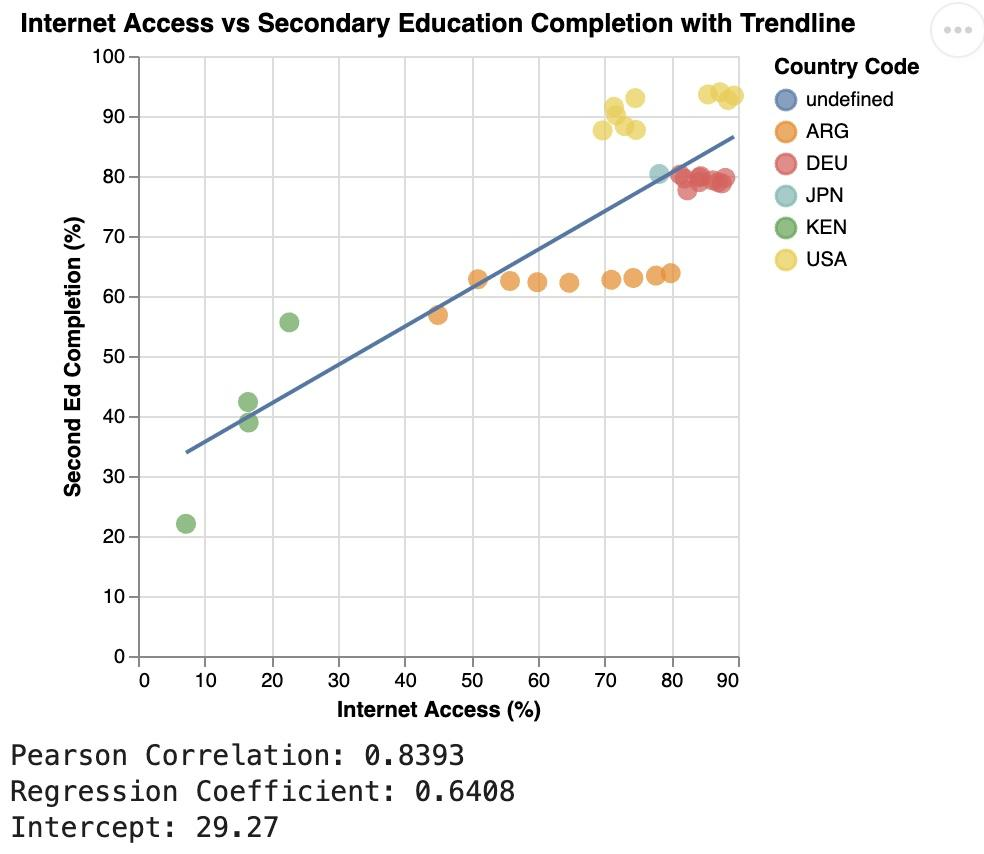 Internet Access vs Secondary Education Completion with Trendline
Country Code
undefined
ARG
DEU
JPN
KEN
USA
100
90
80
70
60
50
40
30
20
10
0
Second Ed Completion (%)
0 10 20 30 40 50 60 70 80 90
Internet Access (%)
Pearson Correlation: 0.8393
Regression Coefficient: 0.6408
Intercept: 29.27